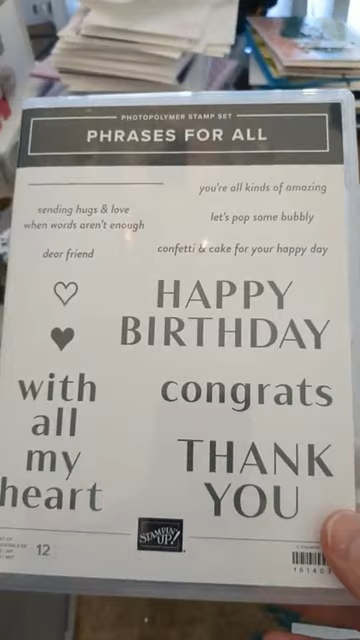 PHOTOPOLYMER STAMP SET
PHRASES FOR ALL
you're all kinds of amazing
sending hugs & love
when words aren't enough
let's pop some bubbly
dear friend
confetti & cake for your happy day
HAPPY
BIRTHDAY
with
all
my
heart
congrats
THANK
YOU
STAMPIN' UP!
12